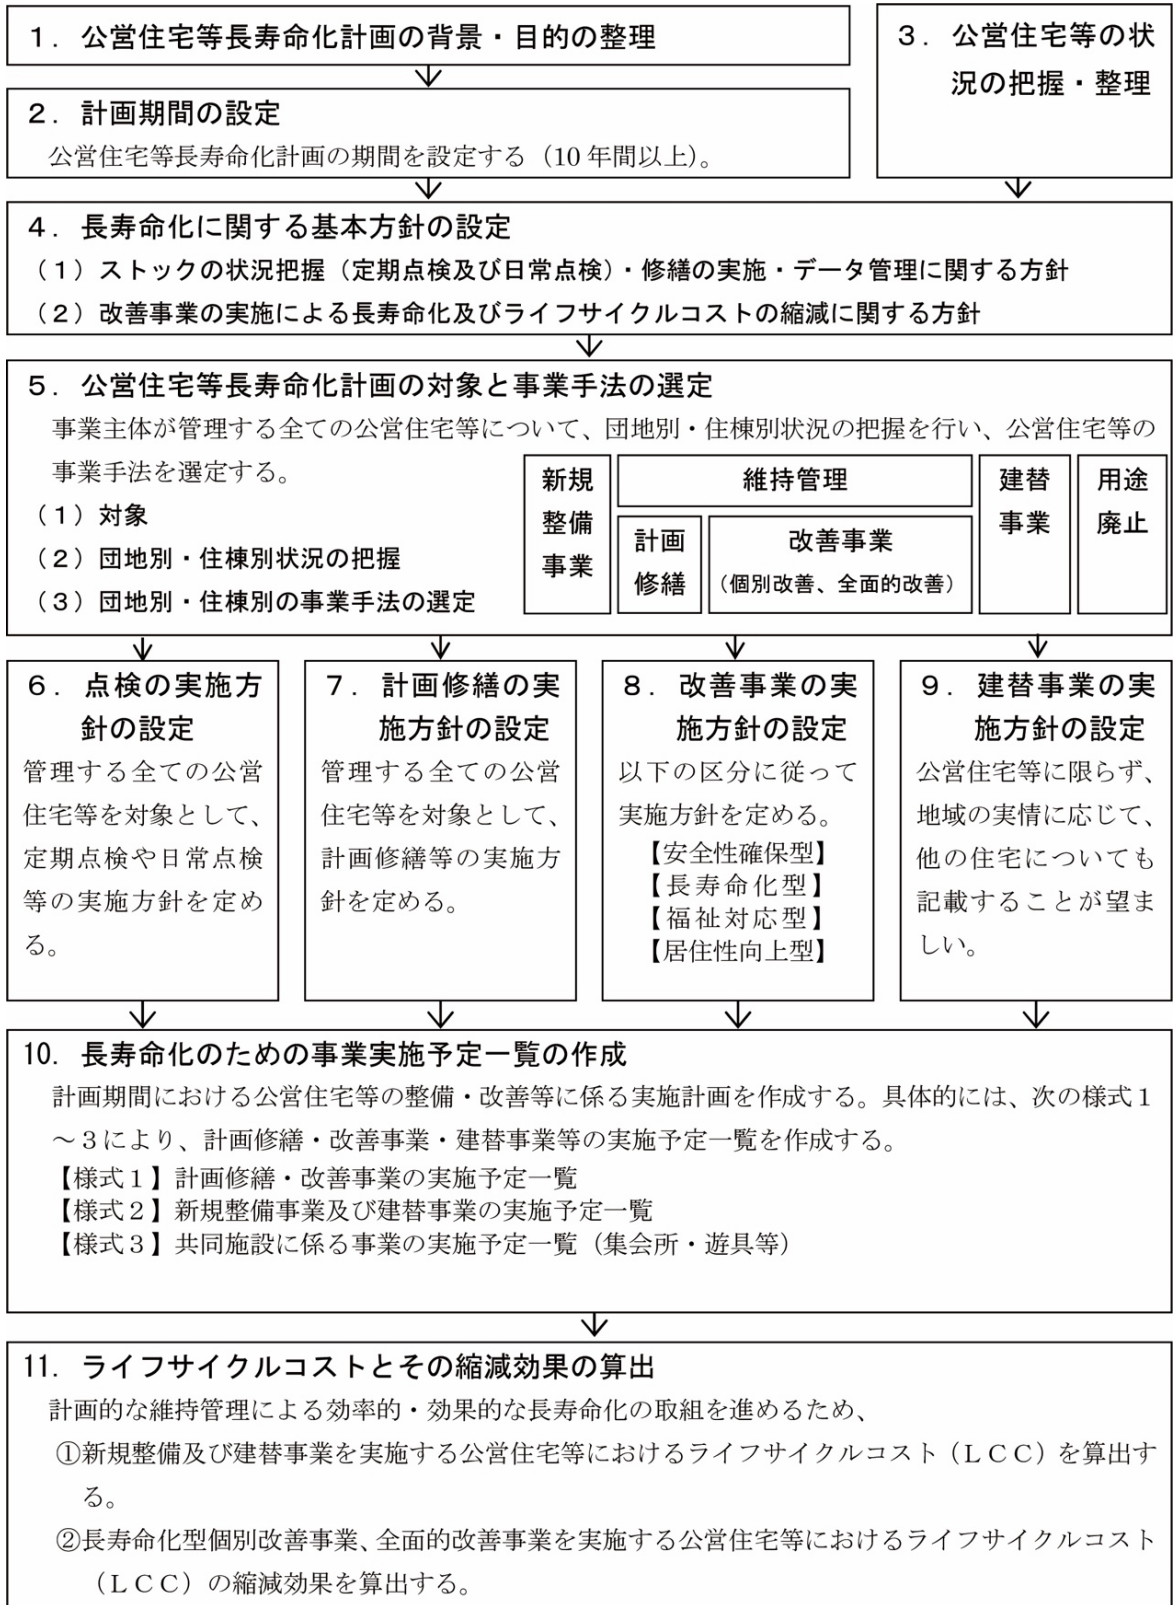 １．公営住宅等長寿命化計画の背景・目的の整理
２．計画期間の設定
公営住宅等長寿命化計画の期間を設定する（10 年間以上）。
３．公営住宅等の状
況の把握・整理
４．長寿命化に関する基本方針の設定
（１）ストックの状況把握（定期点検及び日常点検）・修繕の実施・データ管理に関する方針
（２）改善事業の実施による長寿命化及びライフサイクルコストの縮減に関する方針
５．公営住宅等長寿命化計画の対象と事業手法の選定
事業主体が管理する全ての公営住宅等について、団地別・住棟別状況の把握を行い、公営住宅等の
事業手法を選定する。
（１）対象
（２）団地別・住棟別状況の把握
（３）団地別・住棟別の事業手法の選定
新規
整備
事業
維持管理
計画
修繕
改善事業
（個別改善、全面的改善）
建替
事業
用途
廃止
６．点検の実施方
針の設定
管理する全ての公営
住宅等を対象として、
定期点検や日常点検
等の実施方針を定め
る。
７．計画修繕の実
施方針の設定
管理する全ての公営
住宅等を対象として、
計画修繕等の実施方
針を定める。
８．改善事業の実
施方針の設定
以下の区分に従って
実施方針を定める。
【安全性確保型】
【長寿命化型】
【福祉対応型】
【居住性向上型】
９．建替事業の実
施方針の設定
公営住宅等に限らず、
地域の実情に応じて、
他の住宅についても
記載することが望ま
しい。
10．長寿命化のための事業実施予定一覧の作成
計画期間における公営住宅等の整備・改善等に係る実施計画を作成する。具体的には、次の様式１
～３により、計画修繕・改善事業・建替事業等の実施予定一覧を作成する。
【様式１】計画修繕・改善事業の実施予定一覧
【様式２】新規整備事業及び建替事業の実施予定一覧
【様式３】共同施設に係る事業の実施予定一覧（集会所・遊具等）
11．ライフサイクルコストとその縮減効果の算出
計画的な維持管理による効率的・効果的な長寿命化の取組を進めるため、
①新規整備及び建替事業を実施する公営住宅等におけるライフサイクルコスト（ＬＣＣ）を算出す
る。
②長寿命化型個別改善事業、全面的改善事業を実施する公営住宅等におけるライフサイクルコスト
（ＬＣＣ）の縮減効果を算出する。